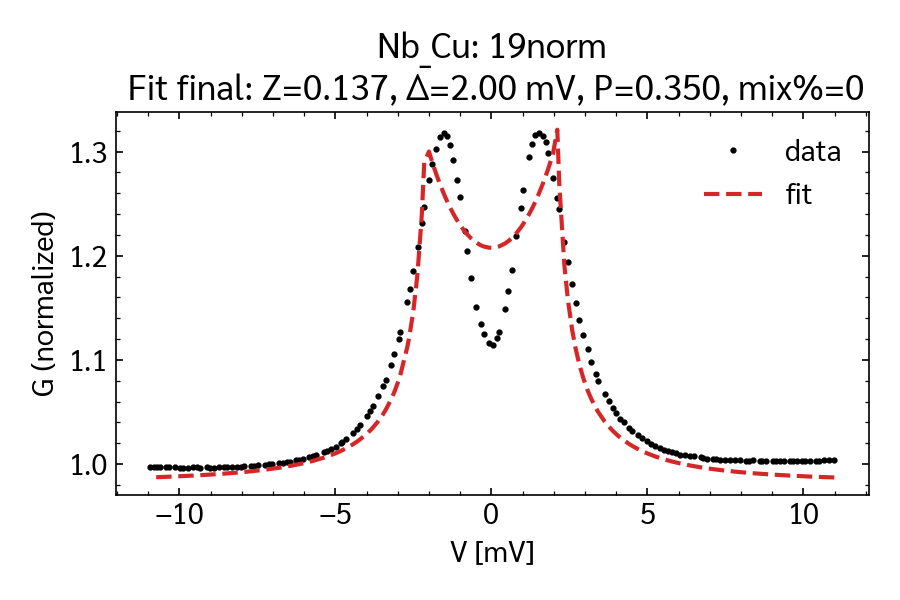 Nb_Cu: 19norm
Fit final: Z=0.137, Δ=2.00 mV, P=0.350, mix%=0
data
fit
1.3
1.2
1.1
1.0
G (normalized)
−10 −5 0 5 10
V [mV]